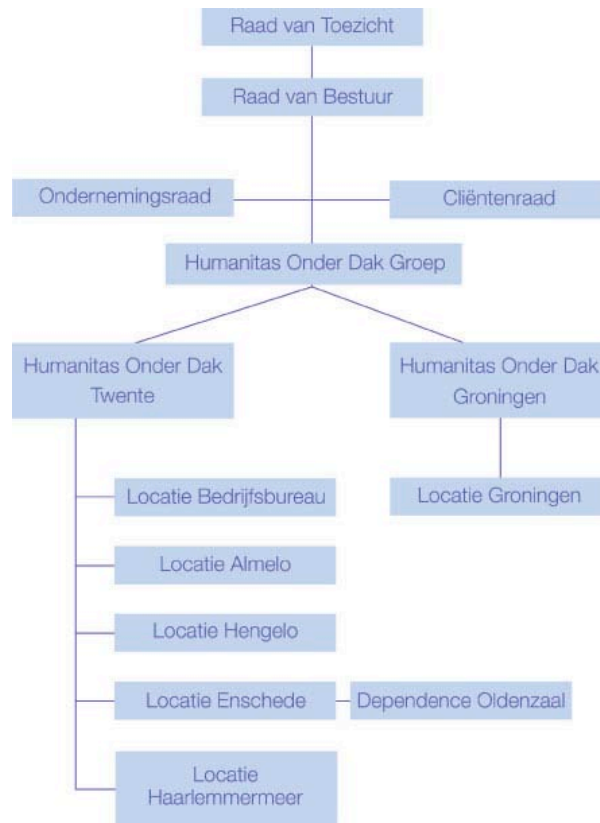 Raad van Toezicht
Raad van Bestuur
Ondernemingsraad
Cliëntenraad
Humanitas Onder Dak Groep
Humanitas Onder Dak
Twente
Humanitas Onder Dak
Groningen
Locatie Bedrijfsbureau
Locatie Groningen
Locatie Almelo
Locatie Hengelo
Locatie Enschede
Dependence Oldenzaal
Locatie
Haarlemmermeer